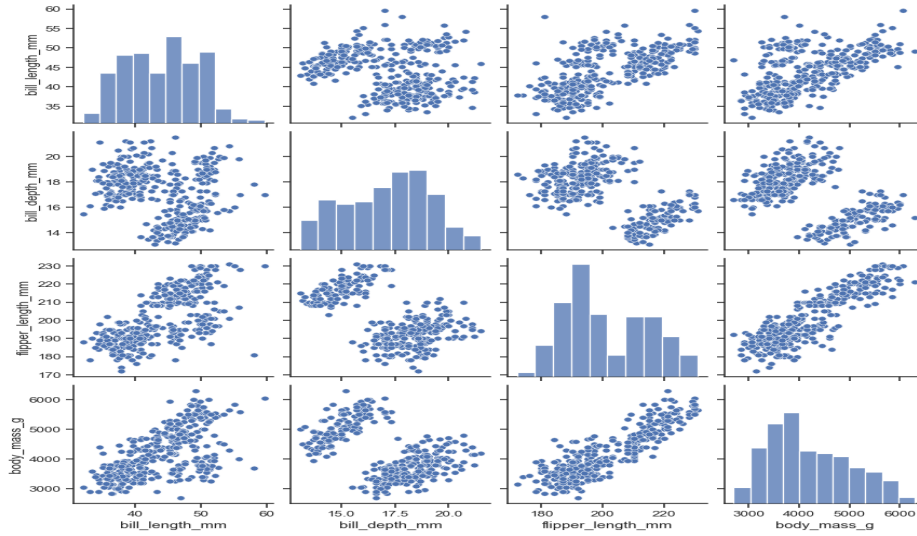 bill_length_mm
60
55
50
45
40
35
bill_depth_mm
20
18
16
14
flipper_length_mm
230
220
210
200
190
180
170
body_mass_g
6000
5000
4000
3000
40 50 60
15.0 17.5 20.0
180 200 220
3000 4000 5000 6000
bill_length_mm bill_depth_mm flipper_length_mm body_mass_g